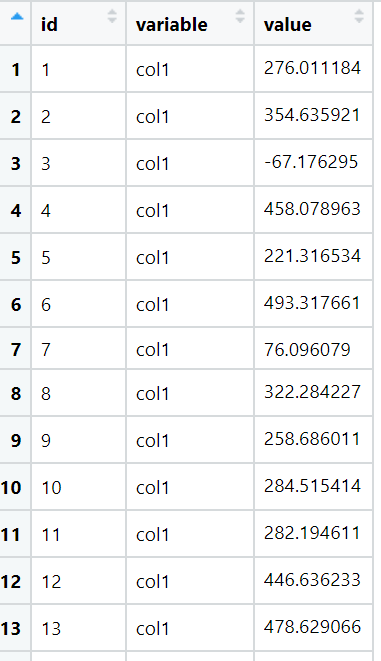 id variable value
1 1 col1 276.011184
2 2 col1 354.635921
3 3 col1 -67.176295
4 4 col1 458.078963
5 5 col1 221.316534
6 6 col1 493.317661
7 7 col1 76.096079
8 8 col1 322.284227
9 9 col1 258.686011
10 10 col1 284.515414
11 11 col1 282.194611
12 12 col1 446.636233
13 13 col1 478.629066